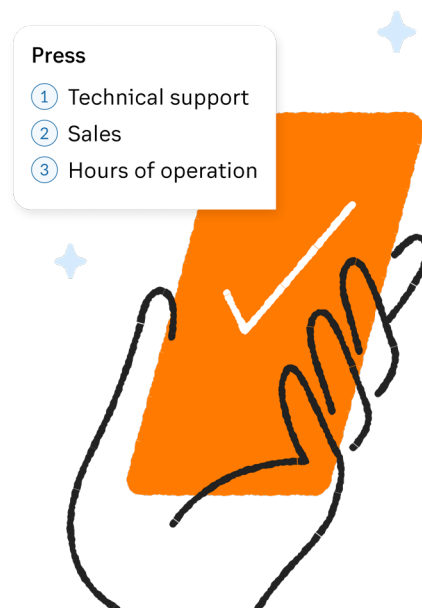 Press
1 Technical support
2 Sales
3 Hours of operation